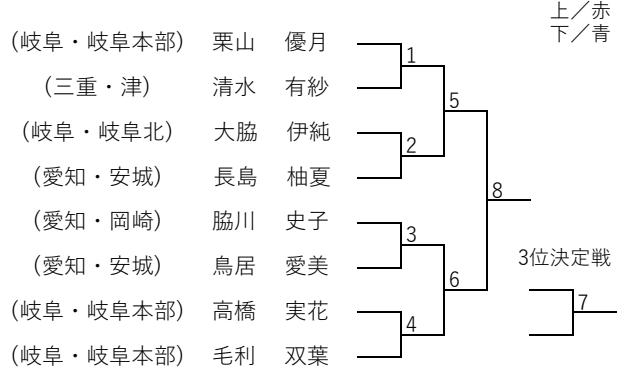 上／赤
下／青
(岐阜・岐阜本部) 栗山 優月
1
(三重・津) 清水 有紗
5
(岐阜・岐阜北) 大脇 伊純
2
(愛知・安城) 長島 柚夏
8
(愛知・岡崎) 脇川 史子
3
(愛知・安城) 鳥居 愛美
3位決定戦
6
(岐阜・岐阜本部) 高橋 実花
7
4
(岐阜・岐阜本部) 毛利 双葉